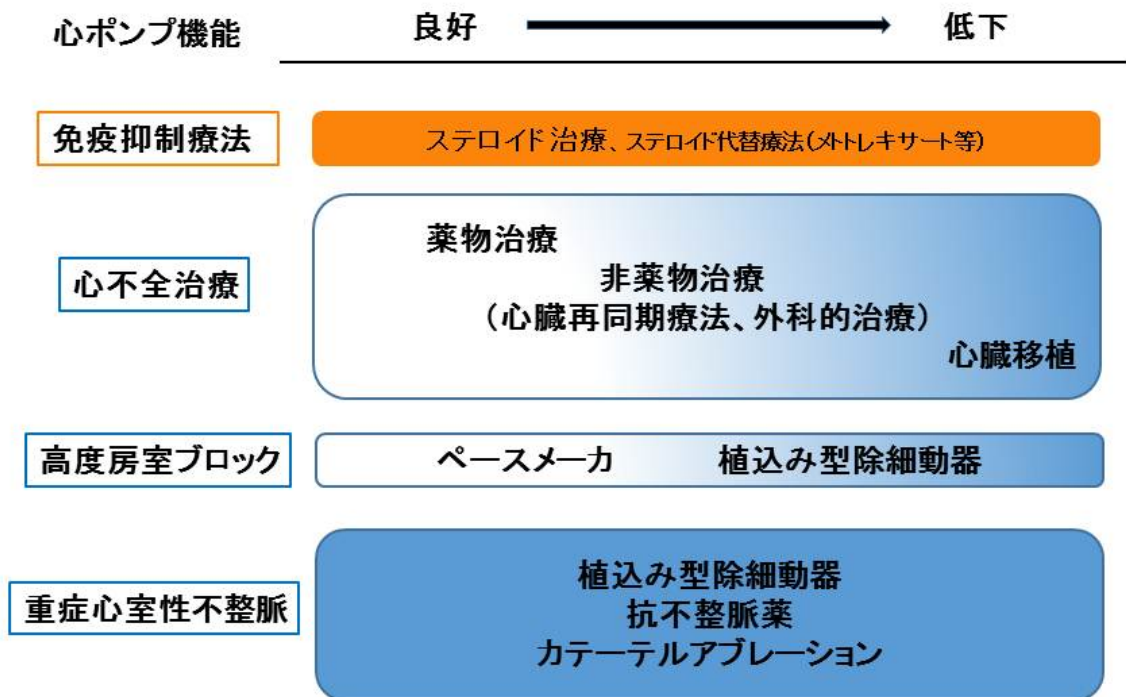 心ポンプ機能 良好 低下
免疫抑制療法
ステロイド治療、ステロイド代替療法(メトトレキサート等)
心不全治療
薬物治療
非薬物治療
(心臓再同期療法、外科的治療)
心臓移植
高度房室ブロック
ペースメーカ 植込み型除細動器
重症心室性不整脈
植込み型除細動器
抗不整脈薬
カテーテルアブレーション